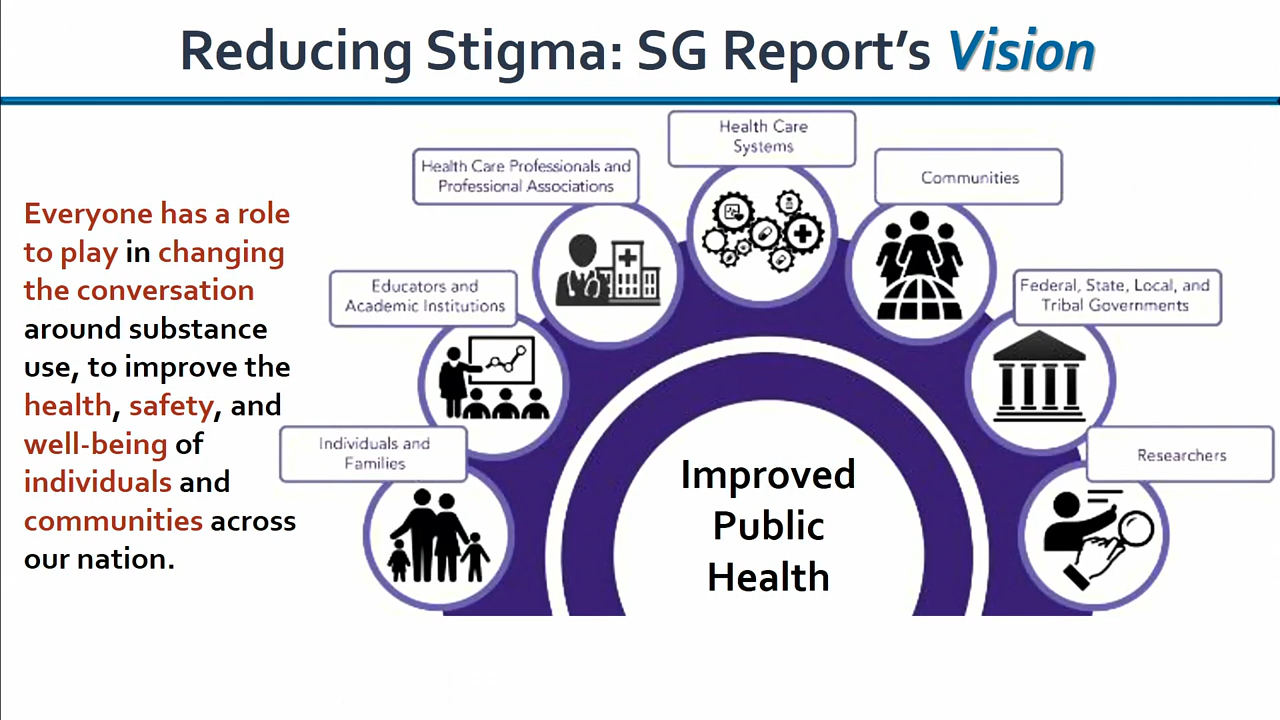 Reducing Stigma: SG Report’s Vision
Everyone has a role
to play in changing
the conversation
around substance
use, to improve the
health, safety, and
well-being of
individuals and
communities across
our nation.
Individuals and
Families
Educators and
Academic Institutions
Health Care Professionals and
Professional Associations
Health Care
Systems
Communities
Federal, State, Local, and
Tribal Governments
Researchers
Improved
Public
Health